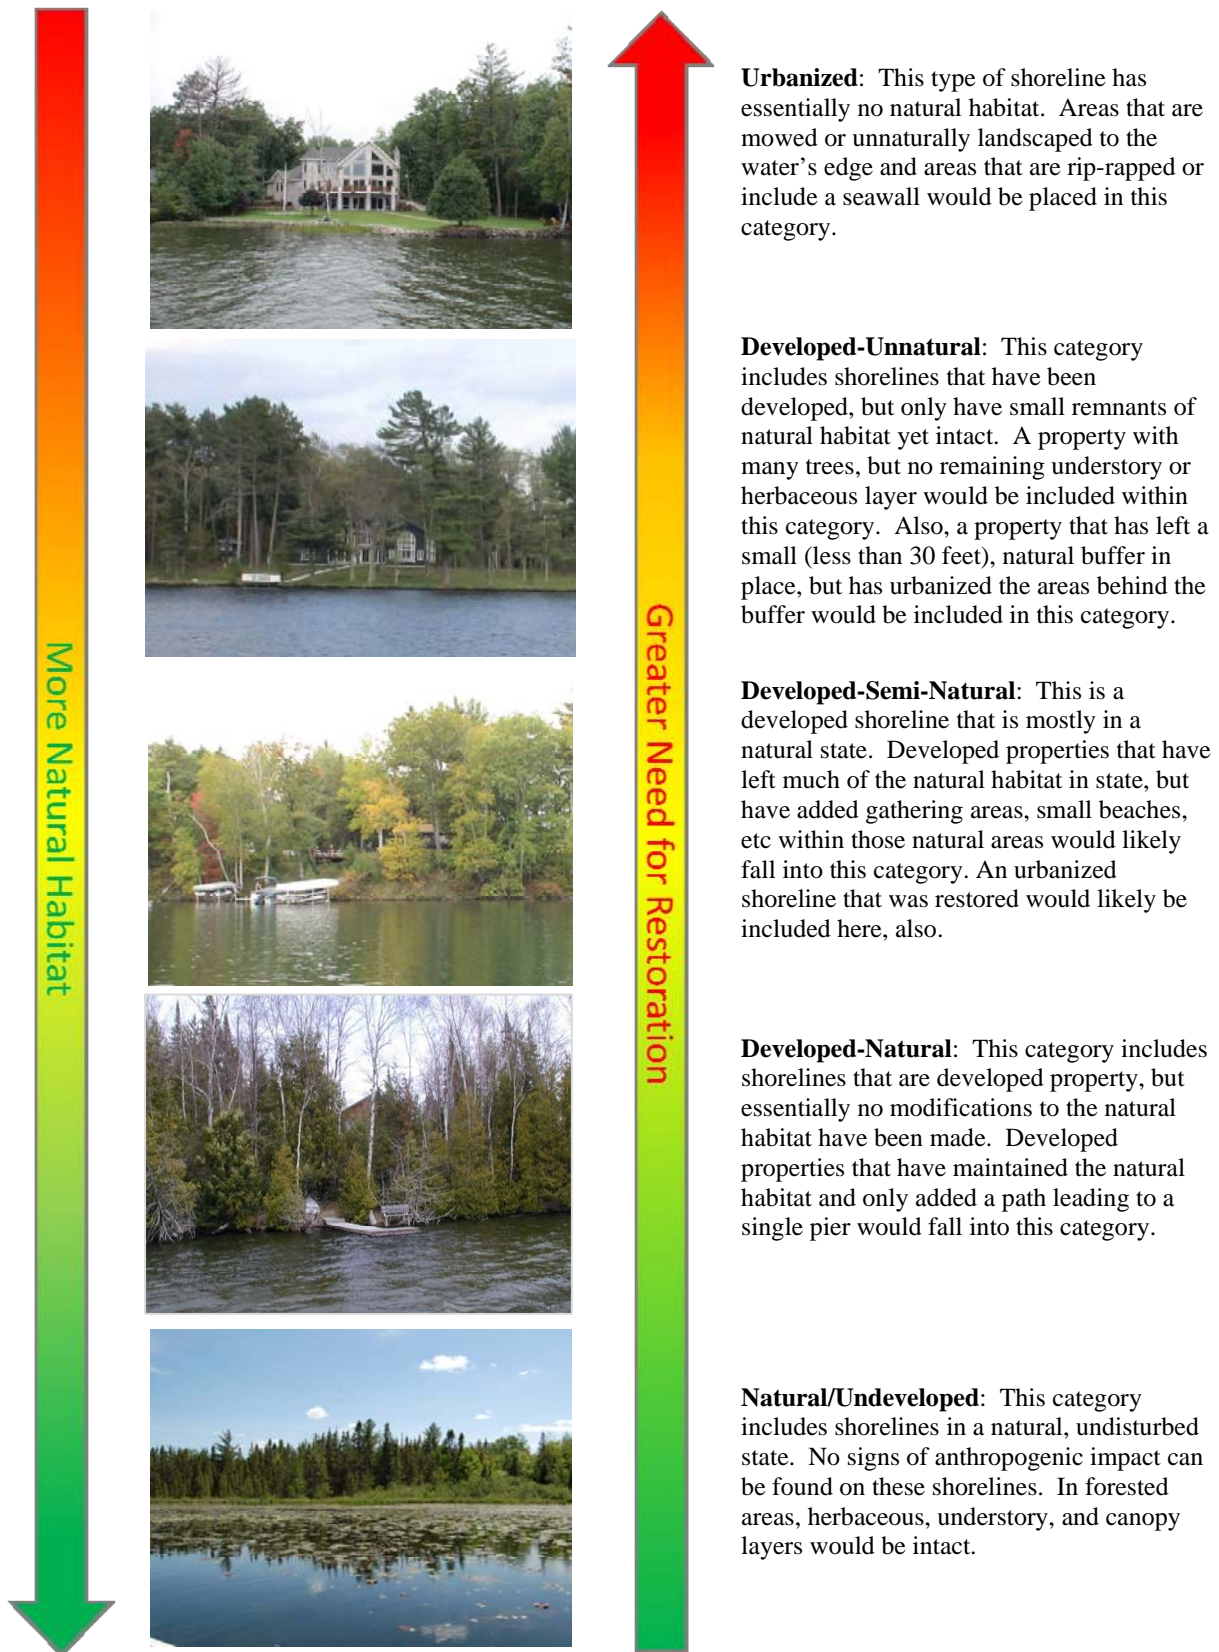 More Natural Habitat
Greater Need for Restoration
Urbanized:  This type of shoreline has
essentially no natural habitat.  Areas that are
mowed or unnaturally landscaped to the
water’s edge and areas that are rip-rapped or
include a seawall would be placed in this
category.
Developed-Unnatural:  This category
includes shorelines that have been
developed, but only have small remnants of
natural habitat yet intact.  A property with
many trees, but no remaining understory or
herbaceous layer would be included within
this category.  Also, a property that has left a
small (less than 30 feet), natural buffer in
place, but has urbanized the areas behind the
buffer would be included in this category.
Developed-Semi-Natural:  This is a
developed shoreline that is mostly in a
natural state.  Developed properties that have
left much of the natural habitat in state, but
have added gathering areas, small beaches,
etc within those natural areas would likely
fall into this category. An urbanized
shoreline that was restored would likely be
included here, also.
Developed-Natural:  This category includes
shorelines that are developed property, but
essentially no modifications to the natural
habitat have been made.  Developed
properties that have maintained the natural
habitat and only added a path leading to a
single pier would fall into this category.
Natural/Undeveloped:  This category
includes shorelines in a natural, undisturbed
state.  No signs of anthropogenic impact can
be found on these shorelines.  In forested
areas, herbaceous, understory, and canopy
layers would be intact.